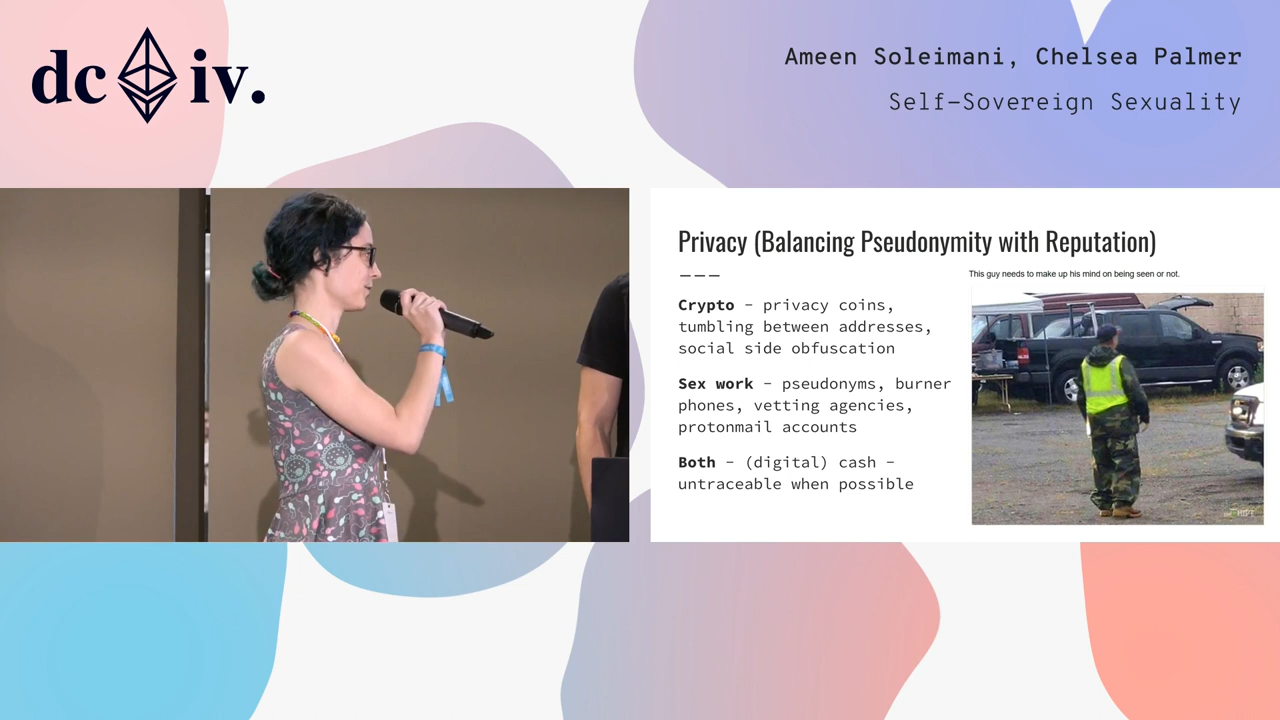 dc iv.
Ameen Soleimani, Chelsea Palmer
Self-Sovereign Sexuality
Privacy (Balancing Pseudonymity with Reputation)
This guy needs to make up his mind on being seen or not.
Crypto - privacy coins,
tumbling between addresses,
social side obfuscation
Sex work - pseudonyms, burner
phones, vetting agencies,
protonmail accounts
Both - (digital) cash -
untraceable when possible